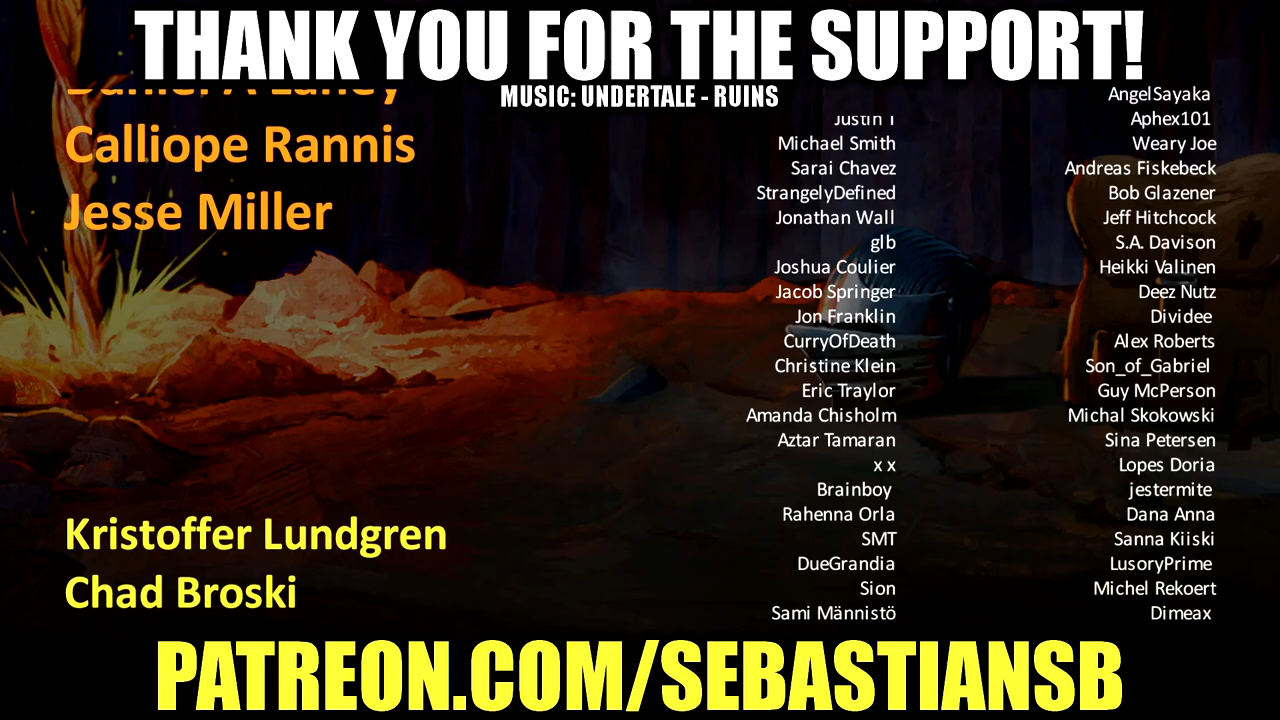 THANK YOU FOR THE SUPPORT!
MUSIC: UNDERTALE - RUINS
Calliope Rannis
Jesse Miller
Kristoffer Lundgren
Chad Broski
Michael Smith
Sarai Chavez
StrangelyDefined
Jonathan Wall
glb
Joshua Coulier
Jacob Springer
Jon Franklin
CurryOfDeath
Christine Klein
Eric Traylor
Amanda Chisholm
Aztar Tamaran
x x
Brainboy
Rahenna Orla
SMT
DueGrandia
Sion
Sami Männistö
AngelSayaka
Aphex101
Weary Joe
Andreas Fiskebeck
Bob Glazener
Jeff Hitchcock
S.A. Davison
Heikki Valinen
Deez Nutz
Dividee
Alex Roberts
Son_of_Gabriel
Guy McPerson
Michal Skokowski
Sina Petersen
Lopes Doria
jestermite
Dana Anna
Sanna Kiiski
LusoryPrime
Michel Rekoert
Dimeax
PATREON.COM/SEBASTIANSB